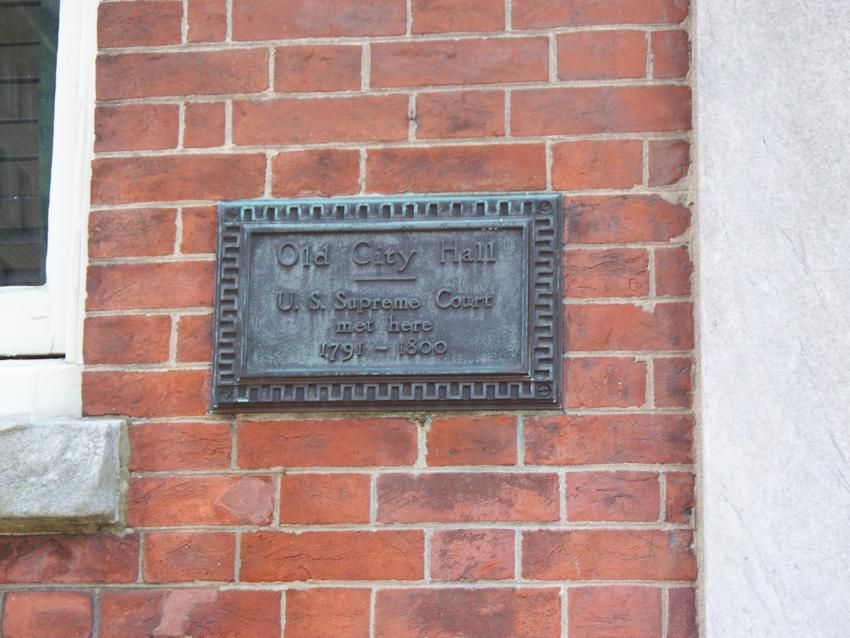 Old City Hall
U. S. Supreme Court
met here
1791 – 1800